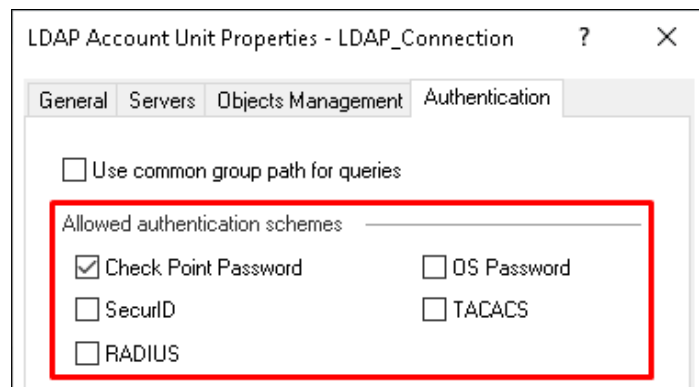 LDAP Account Unit Properties - LDAP_Connection ?
General Servers Objects Management Authentication
Use common group path for queries
Allowed authentication schemes
Check Point Password OS Password
SecurID TACACS
RADIUS